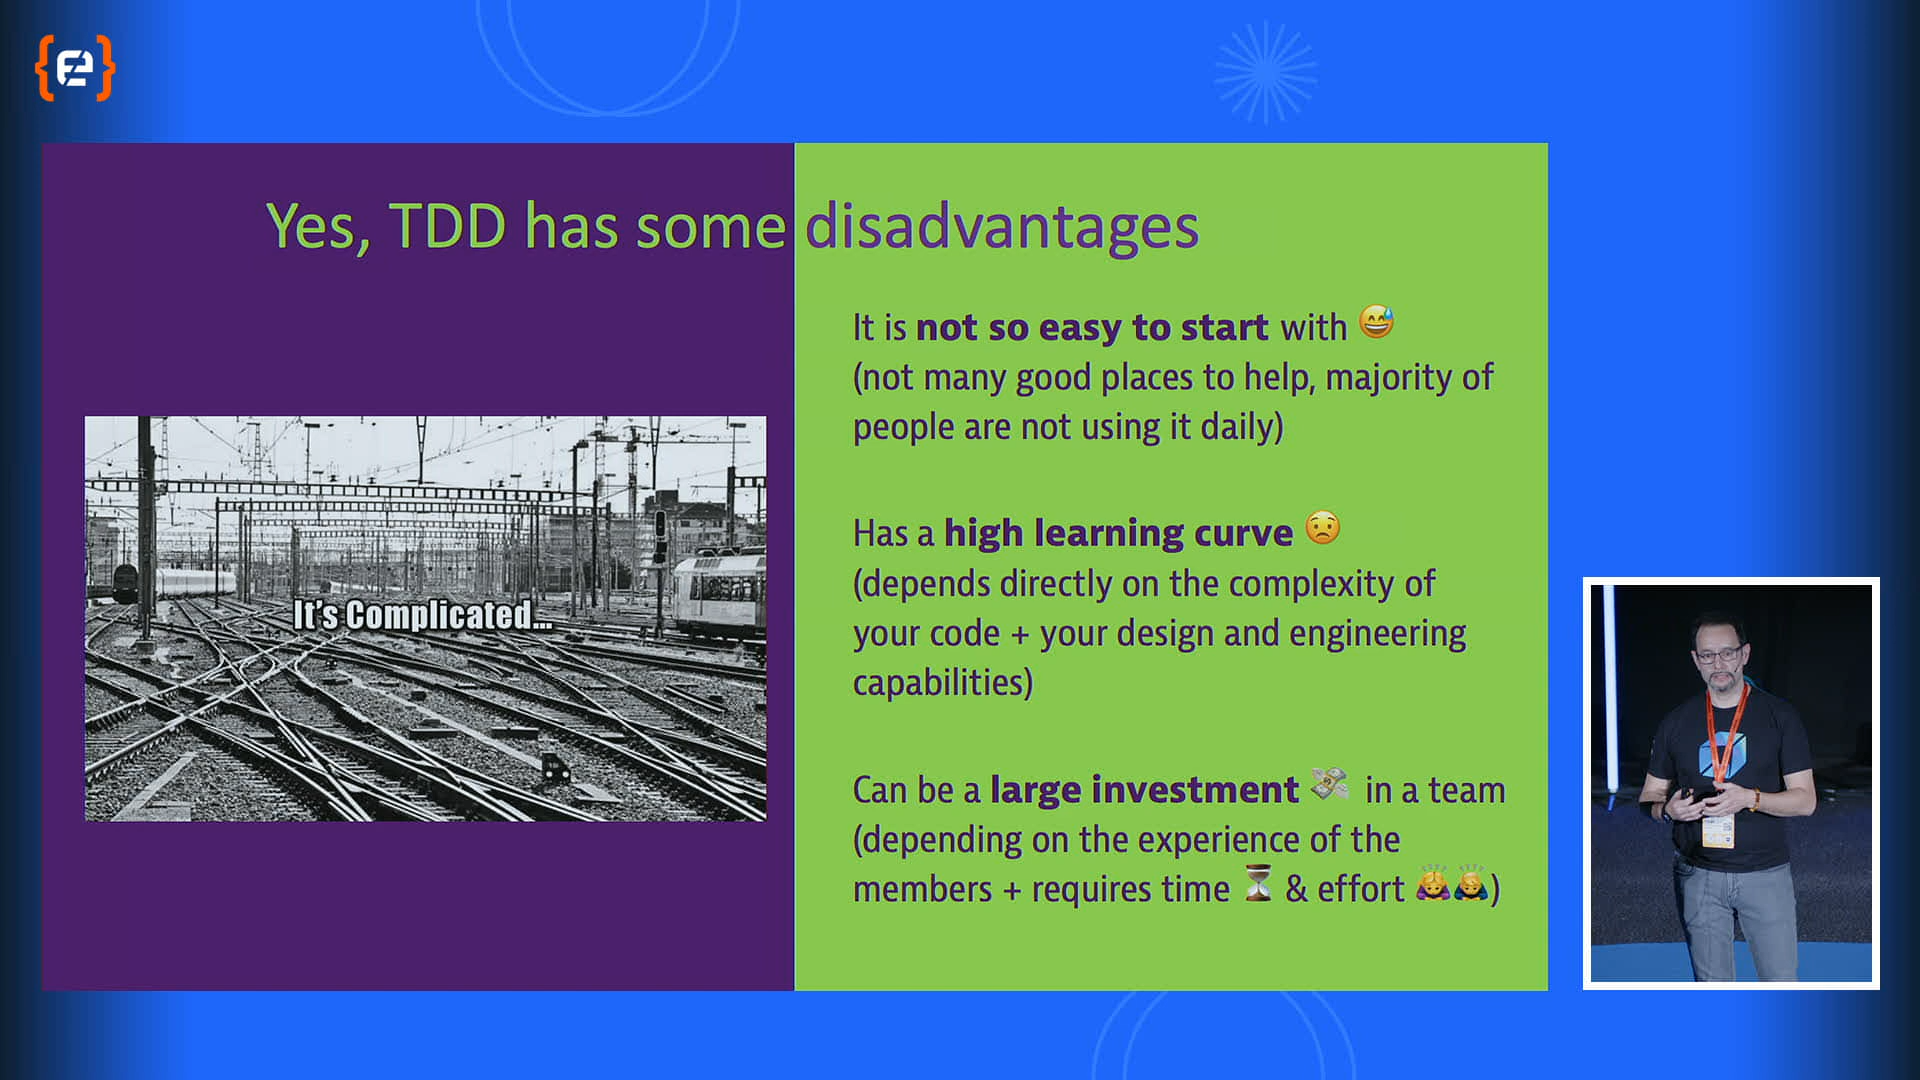 Yes, TDD has some disadvantages
It is not so easy to start with 😅
(not many good places to help, majority of
people are not using it daily)
Has a high learning curve 😟
(depends directly on the complexity of
your code + your design and engineering
capabilities)
Can be a large investment 💸 in a team
(depending on the experience of the
members + requires time ⏳ & effort 🙇‍♀️🙇‍♂️)
It's Complicated...